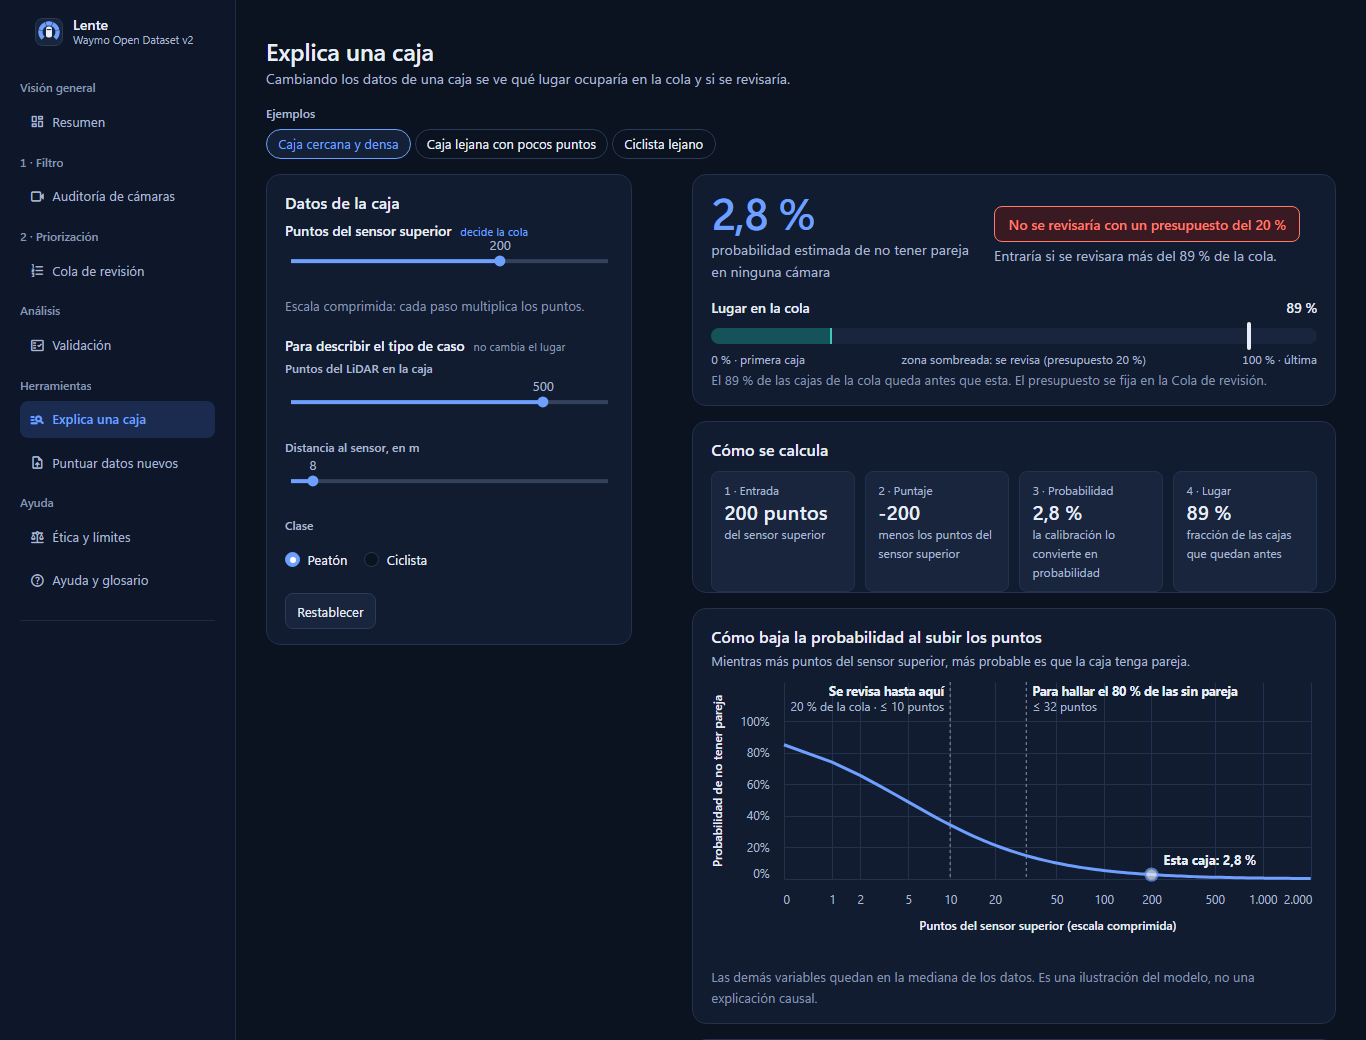 Lente
Waymo Open Dataset v2
Visión general
Resumen
1 · Filtro
Auditoría de cámaras
2 · Priorización
Cola de revisión
Análisis
Validación
Herramientas
Explica una caja
Puntuar datos nuevos
Ayuda
Ética y límites
Ayuda y glosario
Explica una caja
Cambiando los datos de una caja se ve qué lugar ocuparía en la cola y si se revisaría.
Ejemplos
Caja cercana y densa
Caja lejana con pocos puntos
Ciclista lejano
Datos de la caja
Puntos del sensor superior decide la cola
200
Escala comprimida: cada paso multiplica los puntos.
Para describir el tipo de caso no cambia el lugar
Puntos del LiDAR en la caja
500
Distancia al sensor, en m
8
Clase
Peatón
Ciclista
Restablecer
2,8 %
probabilidad estimada de no tener pareja
en ninguna cámara
No se revisaría con un presupuesto del 20 %
Entraría si se revisara más del 89 % de la cola.
Lugar en la cola
89 %
0 % · primera caja
zona sombreada: se revisa (presupuesto 20 %)
100 % · última
El 89 % de las cajas de la cola queda antes que esta. El presupuesto se fija en la Cola de revisión.
Cómo se calcula
1 · Entrada
200 puntos
del sensor superior
2 · Puntaje
-200
menos los puntos del
sensor superior
3 · Probabilidad
2,8 %
la calibración lo
convierte en
probabilidad
4 · Lugar
89 %
fracción de las cajas
que quedan antes
Cómo baja la probabilidad al subir los puntos
Mientras más puntos del sensor superior, más probable es que la caja tenga pareja.
Se revisa hasta aquí
20 % de la cola · ≤ 10 puntos
Para hallar el 80 % de las sin pareja
≤ 32 puntos
Probabilidad de no tener pareja
100%
80%
60%
40%
20%
0%
Esta caja: 2,8 %
0 1 2 5 10 20 50 100 200 500 1.000 2.000
Puntos del sensor superior (escala comprimida)
Las demás variables quedan en la mediana de los datos. Es una ilustración del modelo, no una
explicación causal.